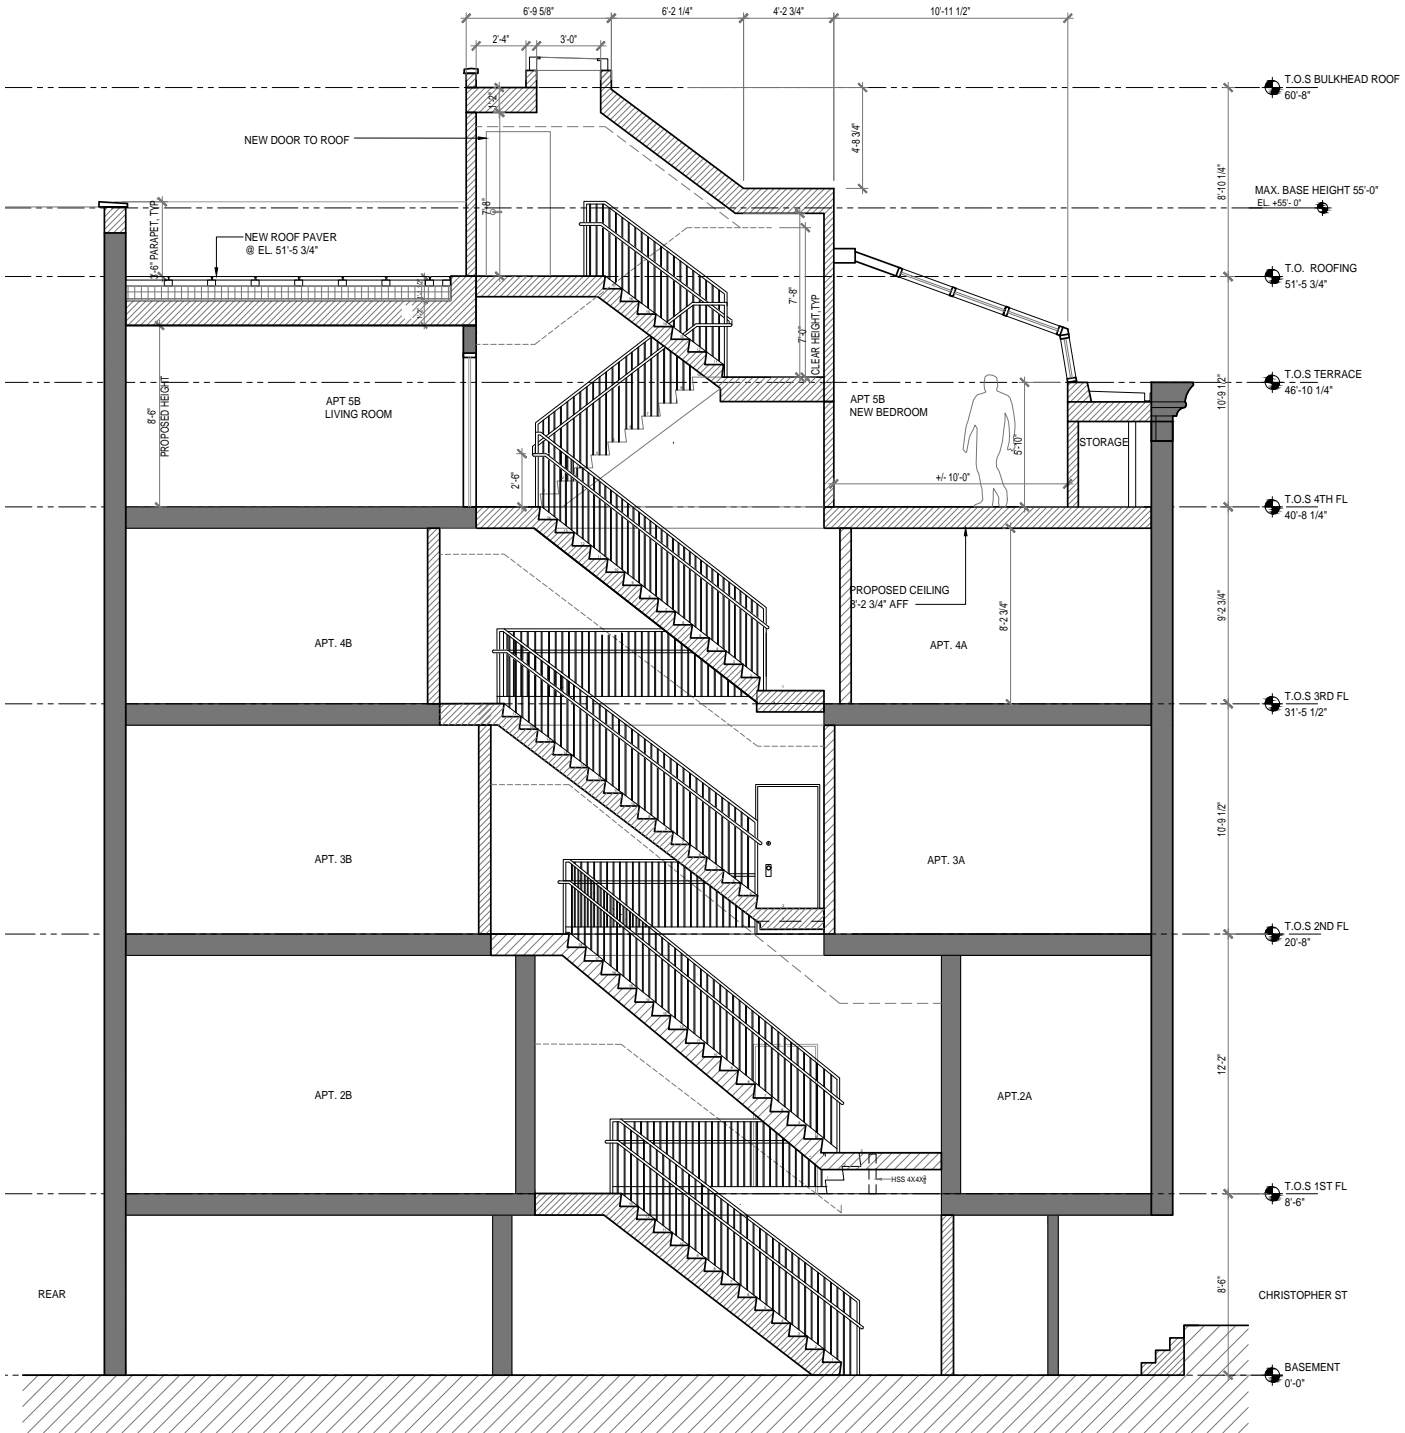 6'-9 5/8"
6'-2 1/4"
4'-2 3/4"
10'-11 1/2"
2'-4"
3'-0"
T.O.S BULKHEAD ROOF
60'-8"
1'-2"
NEW DOOR TO ROOF
4'-8 3/4"
8'-10 1/4"
MAX. BASE HEIGHT 55'-0"
EL. +55'- 0"
7'-8"
PARAPET, TYP
NEW ROOF PAVER
@ EL. 51'-5 3/4"
T.O. ROOFING
51'-5 3/4"
7'-8"
7'-0"
CLEAR HEIGHT,TYP
T.O.S TERRACE
46'-10 1/4"
10'-9 1/2"
8'-6"
PROPOSED HEIGHT
APT 5B
LIVING ROOM
APT 5B
NEW BEDROOM
5'-10"
STORAGE
2'-6"
+/- 10'-0"
T.O.S 4TH FL
40'-8 1/4"
PROPOSED CEILING
8'-2 3/4" AFF
8'-2 3/4"
9'-2 3/4"
APT. 4B
APT. 4A
T.O.S 3RD FL
31'-5 1/2"
10'-9 1/2"
APT. 3B
APT. 3A
T.O.S 2ND FL
20'-8"
12'-2"
APT. 2B
APT.2A
HSS 4X4X
T.O.S 1ST FL
8'-6"
8'-6"
REAR
CHRISTOPHER ST
BASEMENT
0'-0"